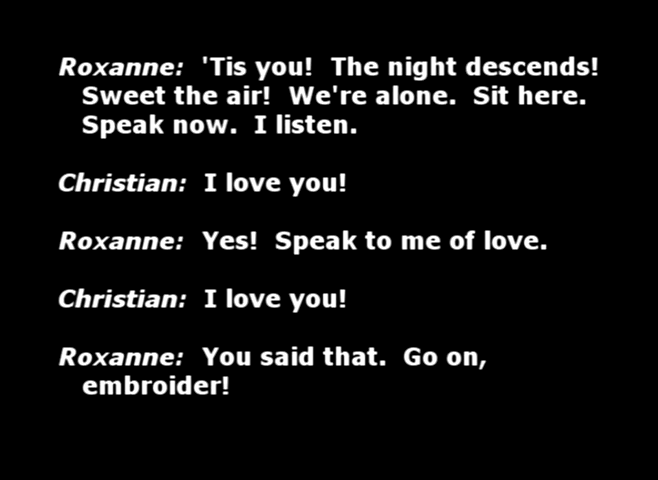 Roxanne:  'Tis you!  The night descends!
Sweet the air!  We're alone.  Sit here.
Speak now.  I listen.
Christian:  I love you!
Roxanne:  Yes!  Speak to me of love.
Christian:  I love you!
Roxanne:  You said that.  Go on,
embroider!